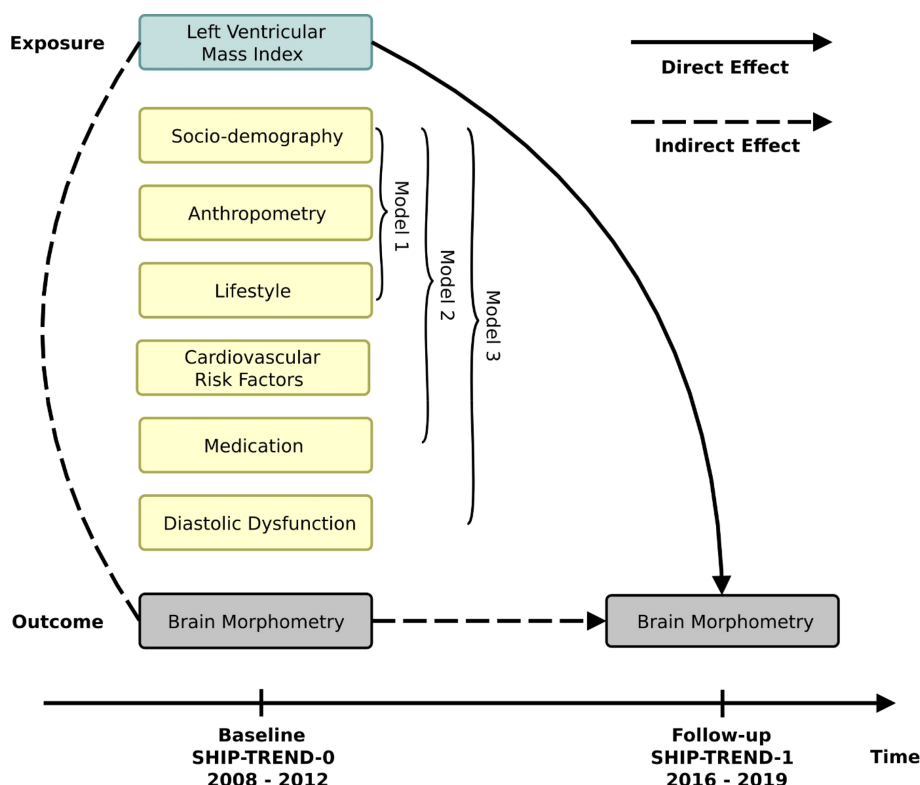 Exposure
Left Ventricular
Mass Index
Direct Effect
Indirect Effect
Socio-demography
Anthropometry
Lifestyle
Cardiovascular
Risk Factors
Medication
Diastolic Dysfunction
Model 1
Model 2
Model 3
Outcome
Brain Morphometry
Brain Morphometry
Baseline
SHIP-TREND-0
2008 - 2012
Follow-up
SHIP-TREND-1
2016 - 2019
Time